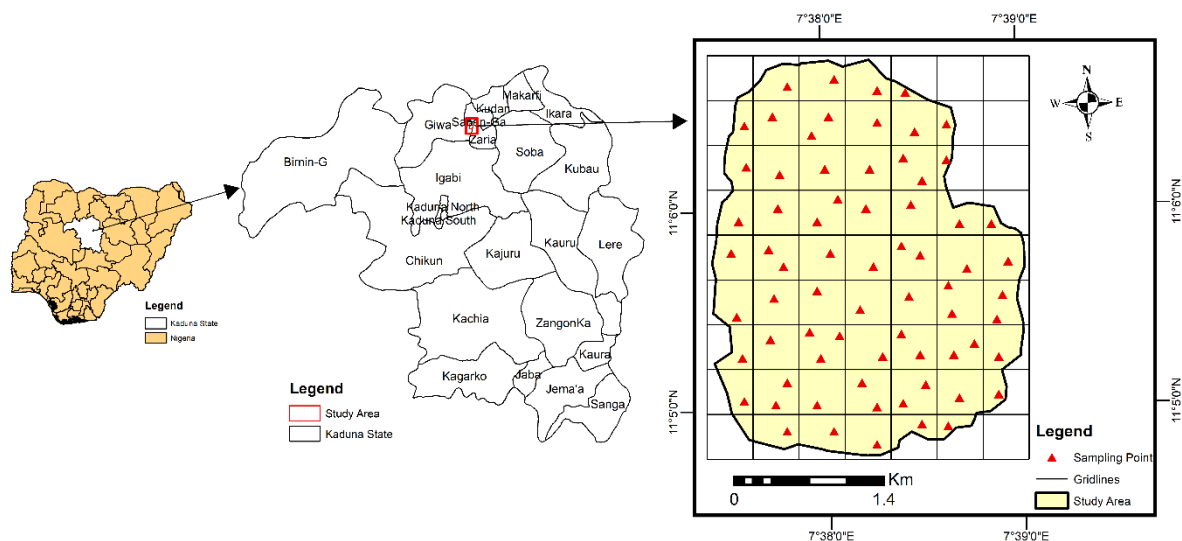 7°38'0"E
7°39'0"E
Makarfi
Kudan
Ikara
Giwa
Zaria
Soba
Birnin-G
Kubau
Igabi
Kaduna North
Kaduna South
Kauru
Lere
Kajuru
Chikun
Kachia
ZangonKa
Kaura
Kagarko
Jaba
Jema'a
Sanga
Legend
Kaduna State
Nigeria
Legend
Study Area
Kaduna State
N
W
E
S
11°6'0"N
11°6'0"N
11°5'0"N
11°5'0"N
Legend
Sampling Point
Gridlines
Study Area
Km
0
1.4
7°38'0"E
7°39'0"E